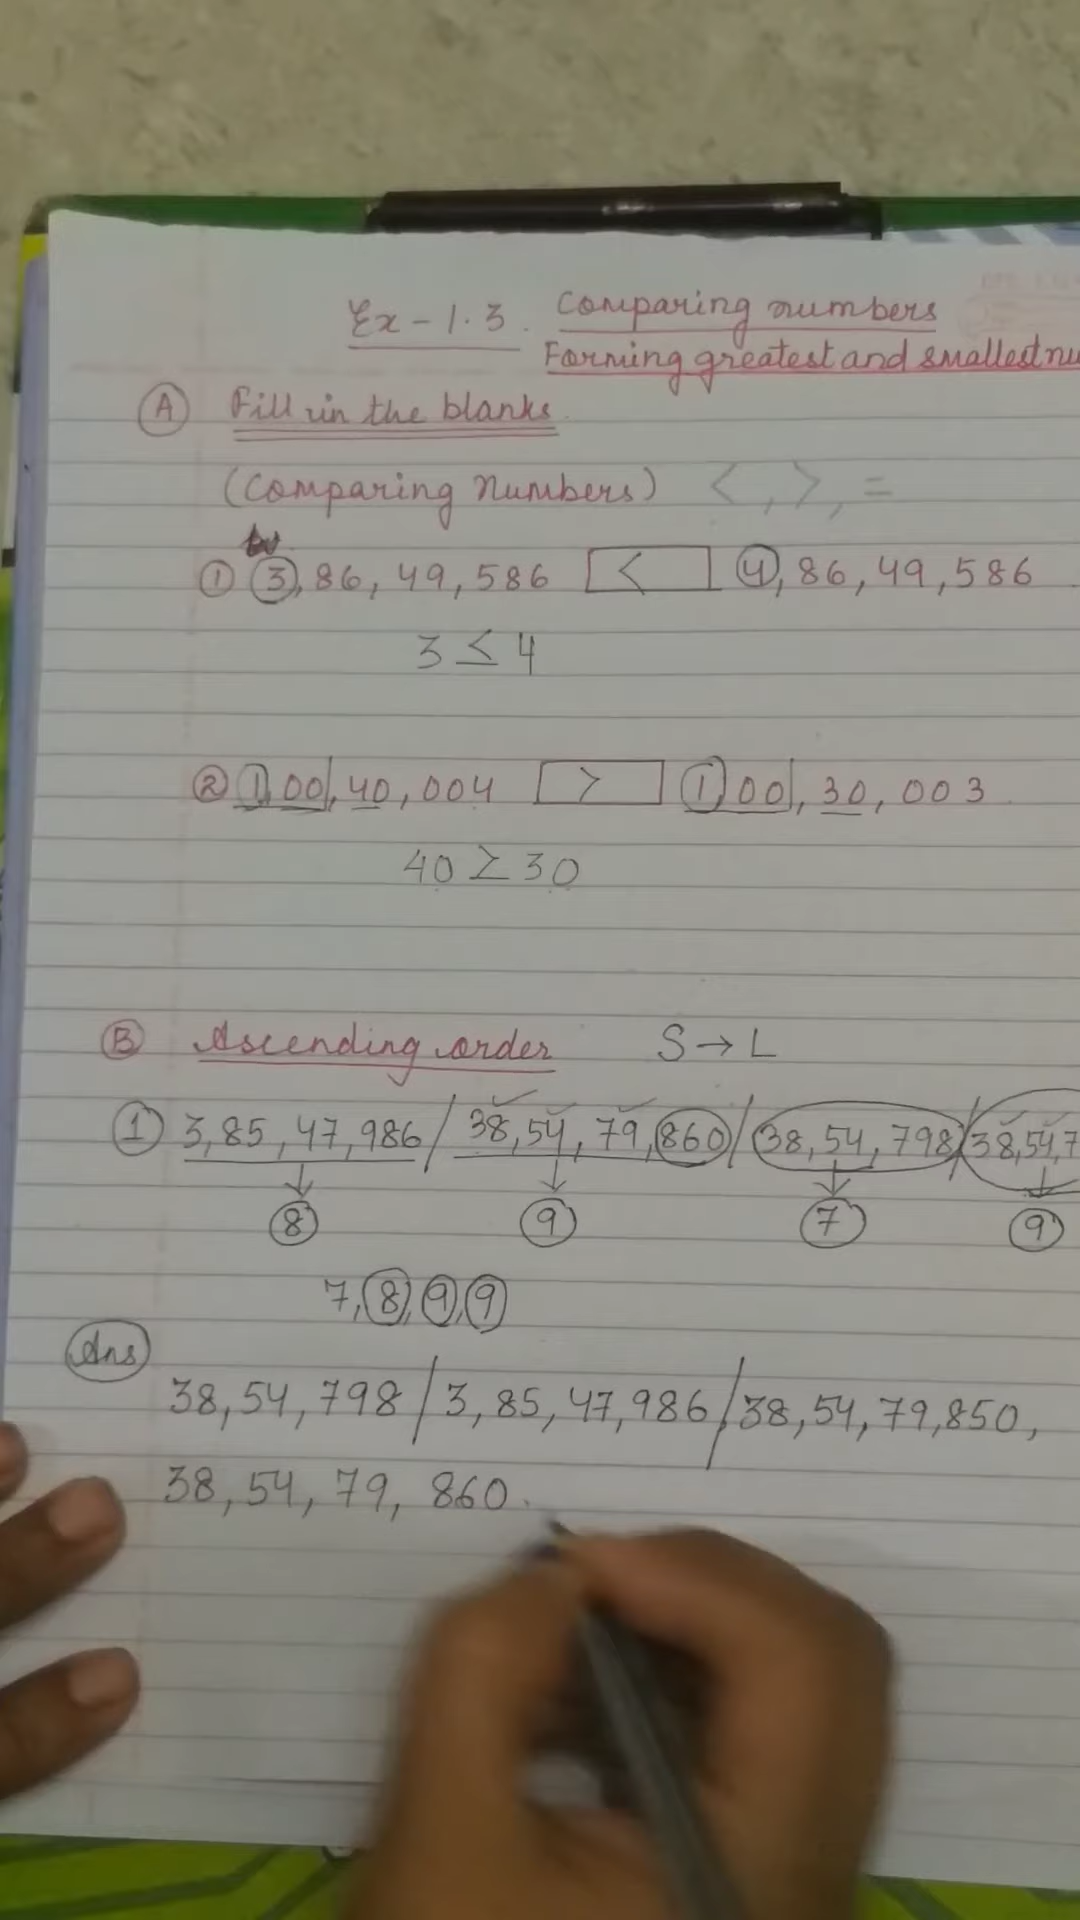 Ex - 1.3. Comparing numbers
Forming greatest and smallest nu
A Fill in the blanks.
(Comparing Numbers) < , > , =
① 3,86,49,586 < 4,86,49,586
3 < 4
② 1,00,40,004 > 1,00,30,003
40 > 30
B Ascending order S → L
① 3,85,47,986 / 38,54,79,860 / 38,54,798 / 38,54,7
8 9 7 9
7, 8, 9, 9
Ans
38,54,798 / 3,85,47,986 / 38,54,79,850,
38,54,79,860.